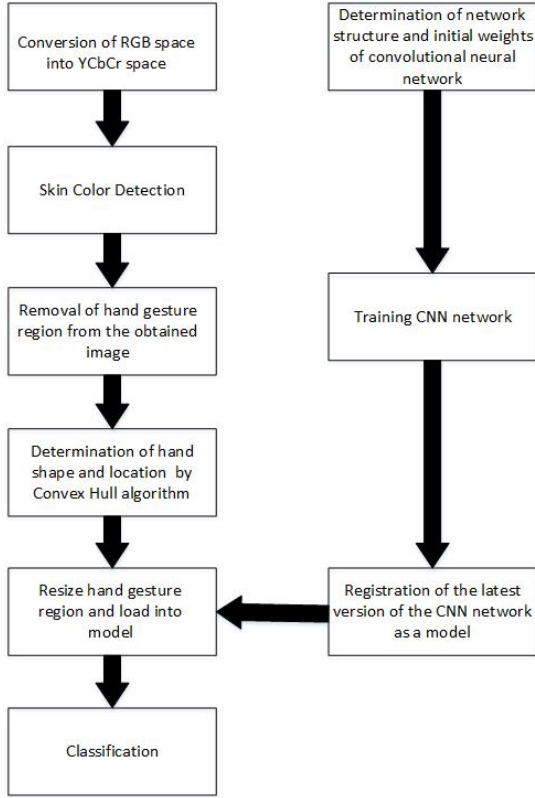 Conversion of RGB space
into YCbCr space
Skin Color Detection
Removal of hand gesture
region from the obtained
image
Determination of hand
shape and location by
Convex Hull algorithm
Resize hand gesture
region and load into
model
Classification
Determination of network
structure and initial weights
of convolutional neural
network
Training CNN network
Registration of the latest
version of the CNN network
as a model